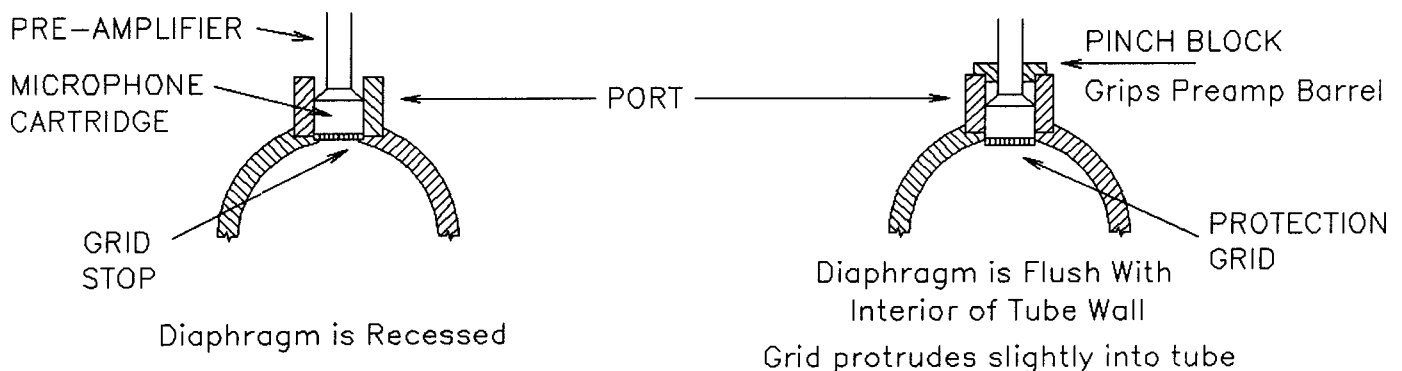 PRE-AMPLIFIER
MICROPHONE
CARTRIDGE
PORT
PINCH BLOCK
Grips Preamp Barrel
GRID
STOP
PROTECTION
GRID
Diaphragm is Recessed
Diaphragm is Flush With
Interior of Tube Wall
Grid protrudes slightly into tube